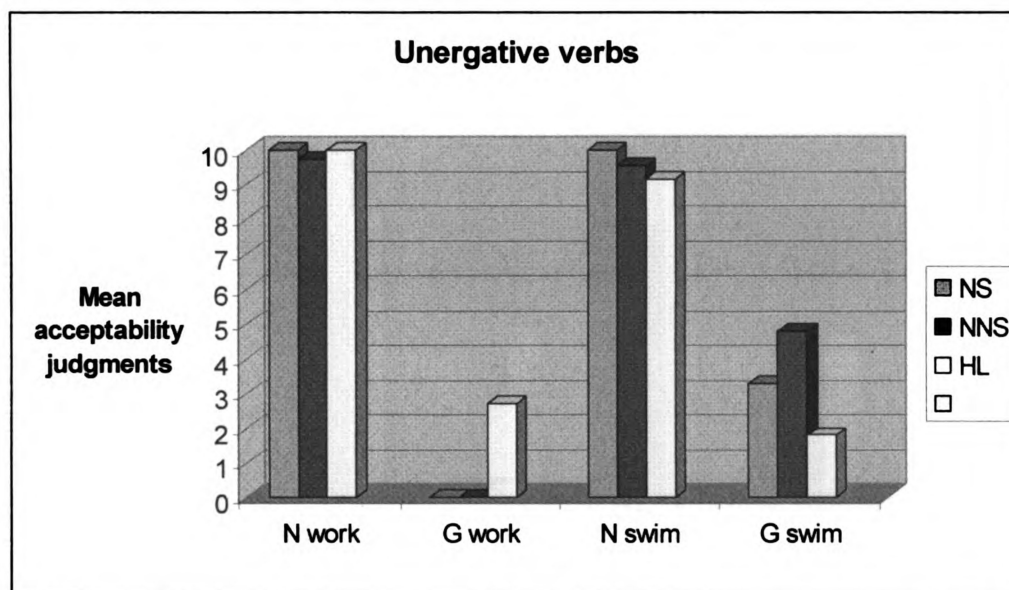 Unergative verbs
Mean
acceptability
judgments
10
9
8
7
6
5
4
3
2
1
0
N work
G work
N swim
G swim
NS
NNS
HL